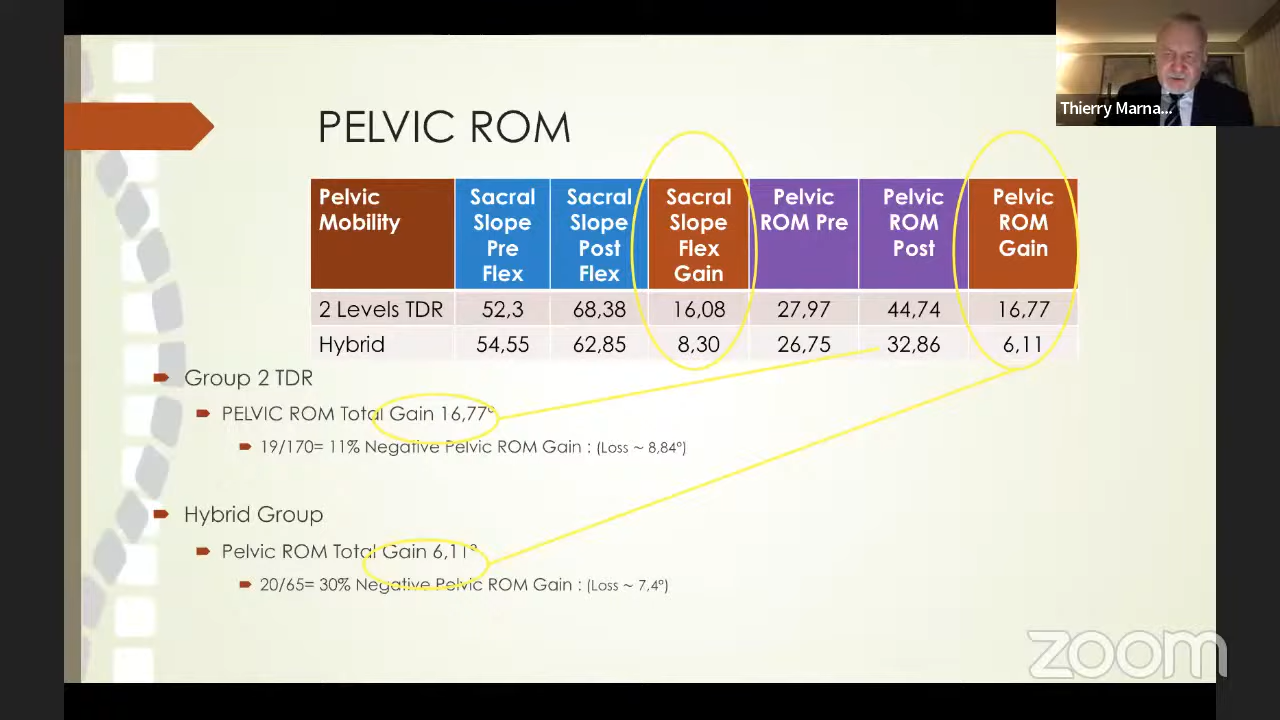 Thierry Marna...
PELVIC ROM
Pelvic Mobility
Sacral Slope Pre Flex
Sacral Slope Post Flex
Sacral Slope Flex Gain
Pelvic ROM Pre
Pelvic ROM Post
Pelvic ROM Gain
2 Levels TDR 52,3 68,38 16,08 27,97 44,74 16,77
Hybrid 54,55 62,85 8,30 26,75 32,86 6,11
Group 2 TDR
PELVIC ROM Total Gain 16,77°
19/170= 11% Negative Pelvic ROM Gain : (Loss ~ 8,84°)
Hybrid Group
Pelvic ROM Total Gain 6,11°
20/65= 30% Negative Pelvic ROM Gain : (Loss ~ 7,4°)
zoom